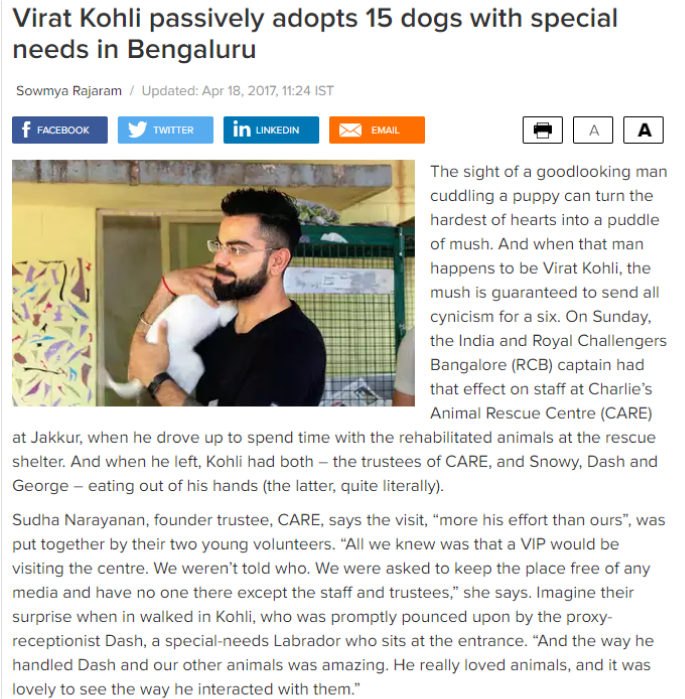 Virat Kohli passively adopts 15 dogs with special
needs in Bengaluru
Sowmya Rajaram / Updated: Apr 18, 2017, 11:24 IST
f FACEBOOK
TWITTER
in LINKEDIN
EMAIL
A
A
The sight of a goodlooking man
cuddling a puppy can turn the
hardest of hearts into a puddle
of mush. And when that man
happens to be Virat Kohli, the
mush is guaranteed to send all
cynicism for a six. On Sunday,
the India and Royal Challengers
Bangalore (RCB) captain had
that effect on staff at Charlie’s
Animal Rescue Centre (CARE)
at Jakkur, when he drove up to spend time with the rehabilitated animals at the rescue
shelter. And when he left, Kohli had both – the trustees of CARE, and Snowy, Dash and
George – eating out of his hands (the latter, quite literally).
Sudha Narayanan, founder trustee, CARE, says the visit, “more his effort than ours”, was
put together by their two young volunteers. “All we knew was that a VIP would be
visiting the centre. We weren’t told who. We were asked to keep the place free of any
media and have no one there except the staff and trustees,” she says. Imagine their
surprise when in walked in Kohli, who was promptly pounced upon by the proxy-
receptionist Dash, a special-needs Labrador who sits at the entrance. “And the way he
handled Dash and our other animals was amazing. He really loved animals, and it was
lovely to see the way he interacted with them.”